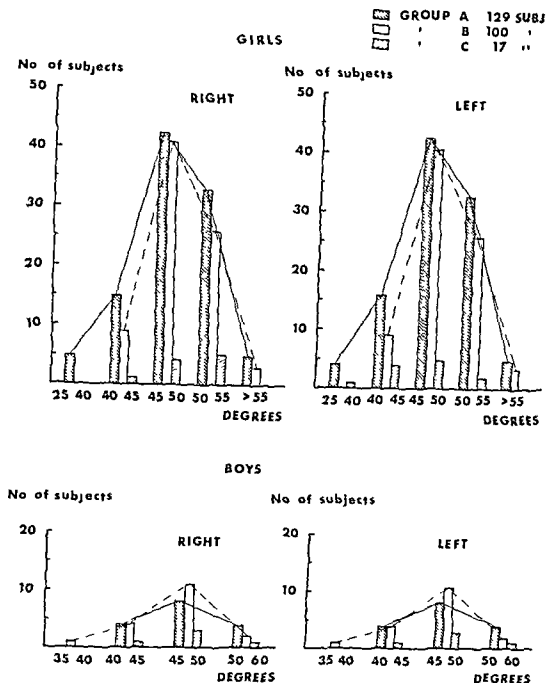 GROUP A 129 SUBJ
' B 100 '
' C 17 "
GIRLS
No of subjects
RIGHT
50
40
30
20
10
25 40 40 45 45 50 50 55 >55
DEGREES
No of subjects
LEFT
50
40
30
20
10
25 40 40 45 45 50 50 55 >55
DEGREES
BOYS
No of subjects
RIGHT
20
10
35 40 40 45 45 50 50 60
DEGREES
No of subjects
LEFT
20
10
35 40 40 45 45 50 50 60
DEGREES